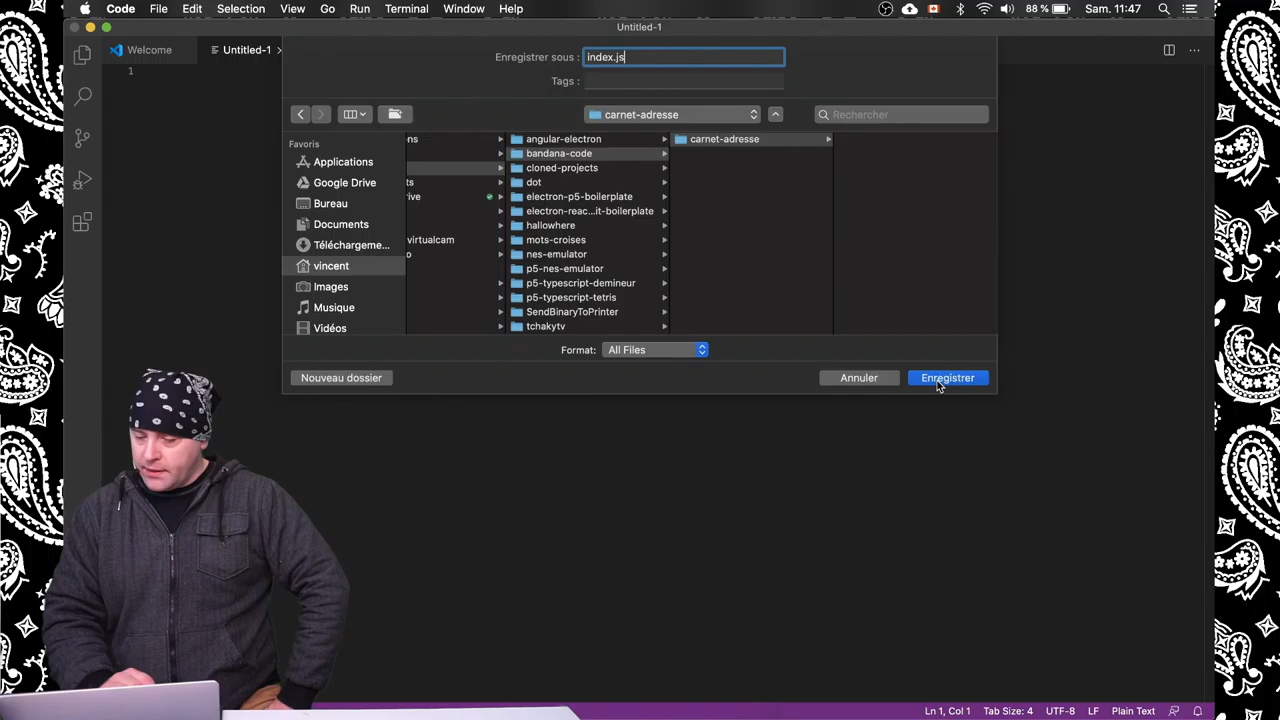 Code File Edit Selection View Go Run Terminal Window Help 88 % Sam. 11:47
Untitled-1
Welcome Untitled-1
1
Enregistrer sous : index.js
Tags :
carnet-adresse Rechercher
Favoris
Applications
Google Drive
Bureau
Documents
Téléchargeme...
vincent
Images
Musique
Vidéos
ns
ts
rive
virtualcam
o
angular-electron
bandana-code
cloned-projects
dot
electron-p5-boilerplate
electron-reac...it-boilerplate
hallowhere
mots-croises
nes-emulator
p5-nes-emulator
p5-typescript-demineur
p5-typescript-tetris
SendBinaryToPrinter
tchakytv
carnet-adresse
Format: All Files
Nouveau dossier Annuler Enregistrer
Ln 1, Col 1 Tab Size: 4 UTF-8 LF Plain Text